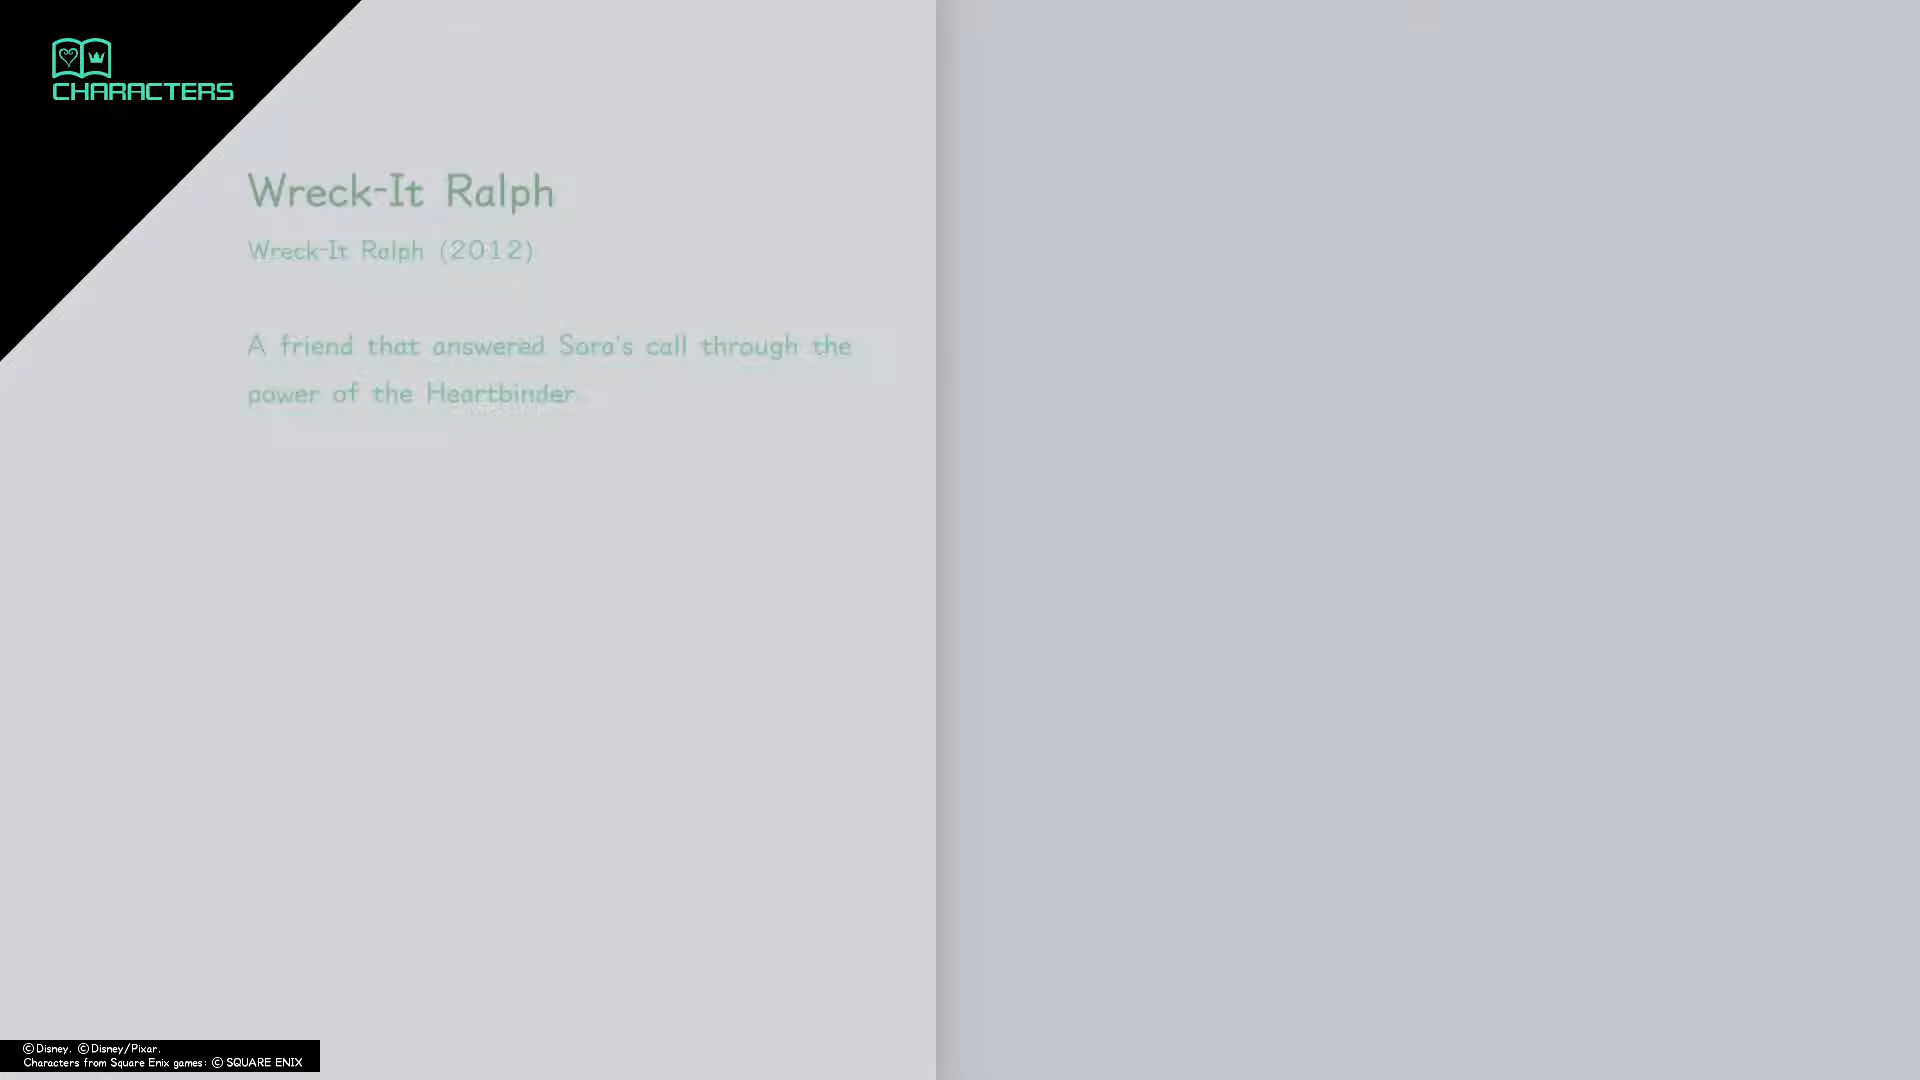 CHARACTERS
Wreck-It Ralph
Wreck-It Ralph (2012)
A friend that answered Sora's call through the
power of the Heartbinder.
©Disney. ©Disney/Pixar.
Characters from Square Enix games: © SQUARE ENIX